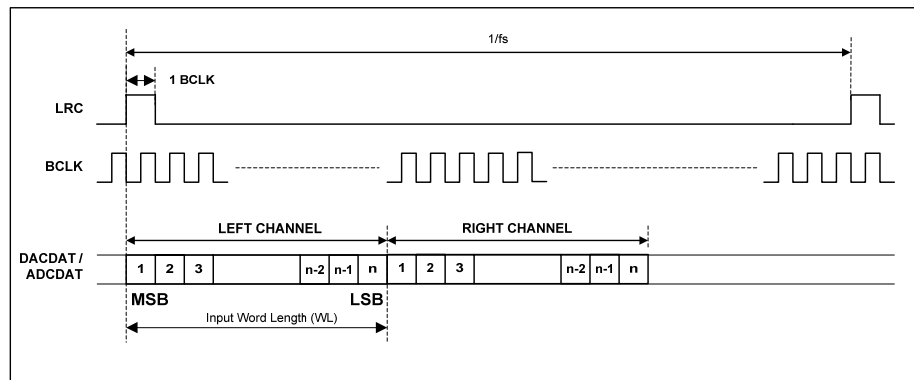 1/fs
1 BCLK
LRC
BCLK
LEFT CHANNEL RIGHT CHANNEL
DACDAT /
ADCDAT
1 2 3 n-2 n-1 n 1 2 3 n-2 n-1 n
MSB LSB
Input Word Length (WL)